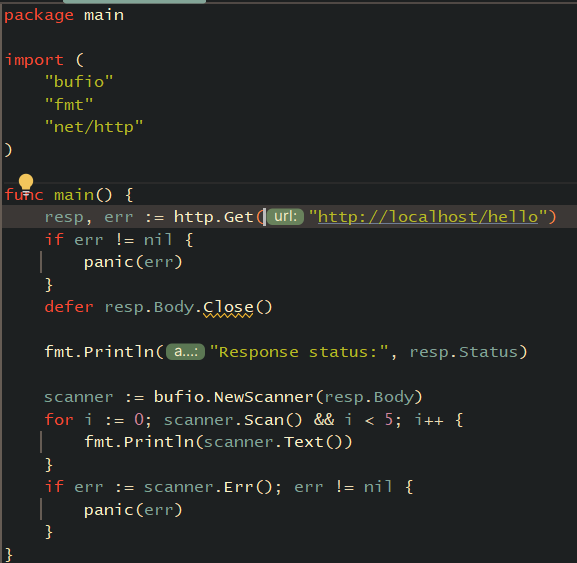 package main

import (
    "bufio"
    "fmt"
    "net/http"
)

func main() {
    resp, err := http.Get( url: "http://localhost/hello")
    if err != nil {
        panic(err)
    }
    defer resp.Body.Close()

    fmt.Println( a...: "Response status:", resp.Status)

    scanner := bufio.NewScanner(resp.Body)
    for i := 0; scanner.Scan() && i < 5; i++ {
        fmt.Println(scanner.Text())
    }
    if err := scanner.Err(); err != nil {
        panic(err)
    }
}